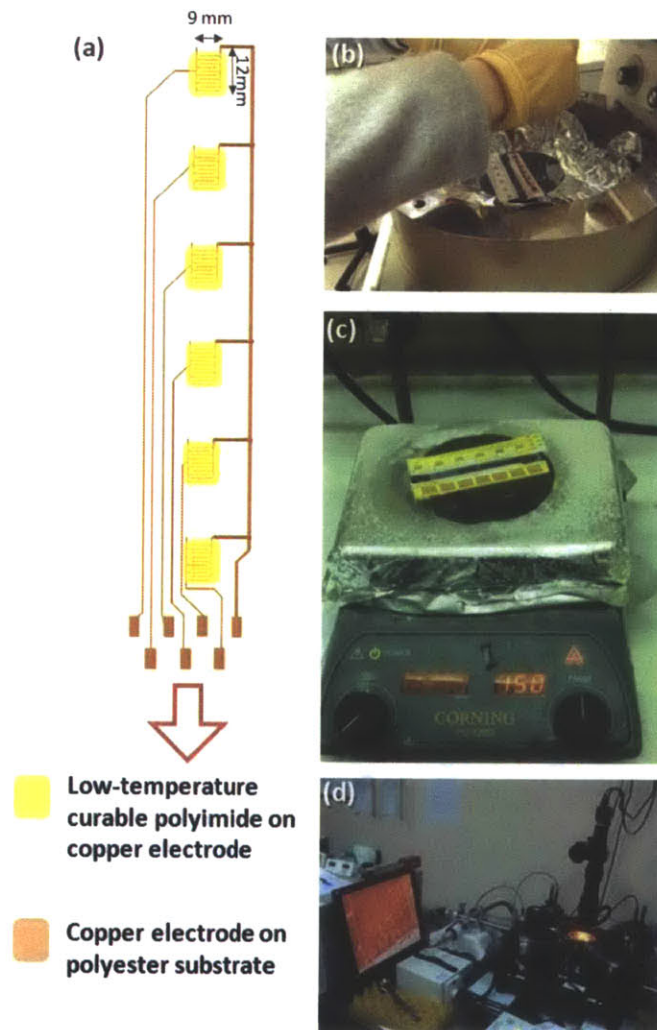 (a)
9 mm
12mm
Low-temperature
curable polyimide on
copper electrode
Copper electrode on
polyester substrate
(b)
(c)
150
CORNING
(d)